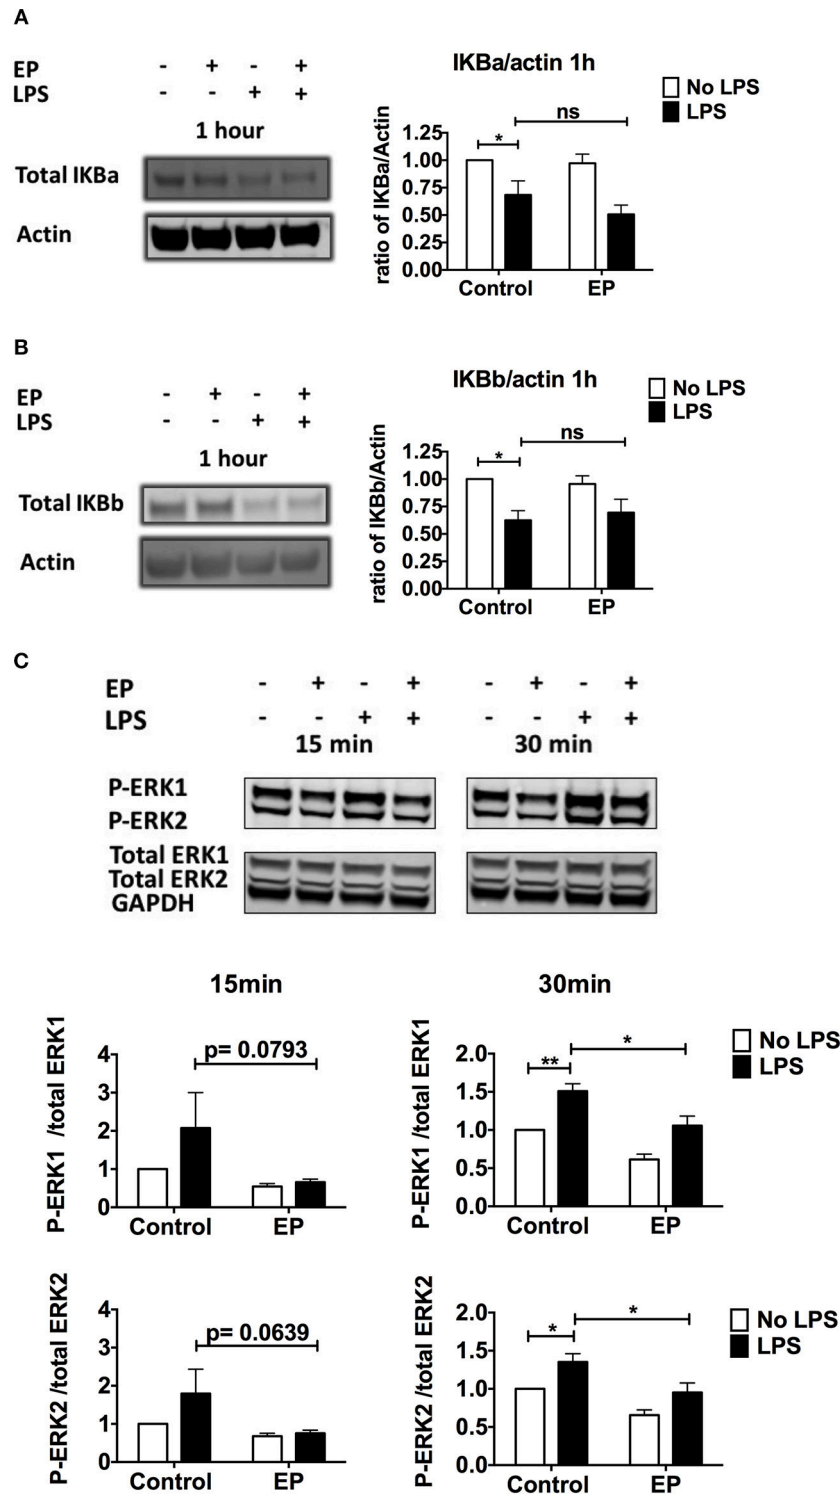 A
EP - + - +
LPS - - + +
1 hour
Total IKBa
Actin
IKBa/actin 1h
No LPS
LPS
ratio of IKBa/Actin
1.25
1.00
0.75
0.50
0.25
0.00
*
ns
Control EP
B
EP - + - +
LPS - - + +
1 hour
Total IKBb
Actin
IKBb/actin 1h
No LPS
LPS
ratio of IKBb/Actin
1.25
1.00
0.75
0.50
0.25
0.00
*
ns
Control EP
C
EP - + - + - + - +
LPS - - + + - - + +
15 min 30 min
P-ERK1
P-ERK2
Total ERK1
Total ERK2
GAPDH
15min
P-ERK1 /total ERK1
4
3
2
1
0
p= 0.0793
Control EP
30min
P-ERK1 /total ERK1
2.0
1.5
1.0
0.5
0.0
**
*
Control EP
No LPS
LPS
P-ERK2 /total ERK2
4
3
2
1
0
p= 0.0639
Control EP
P-ERK2 /total ERK2
2.0
1.5
1.0
0.5
0.0
*
*
Control EP
No LPS
LPS